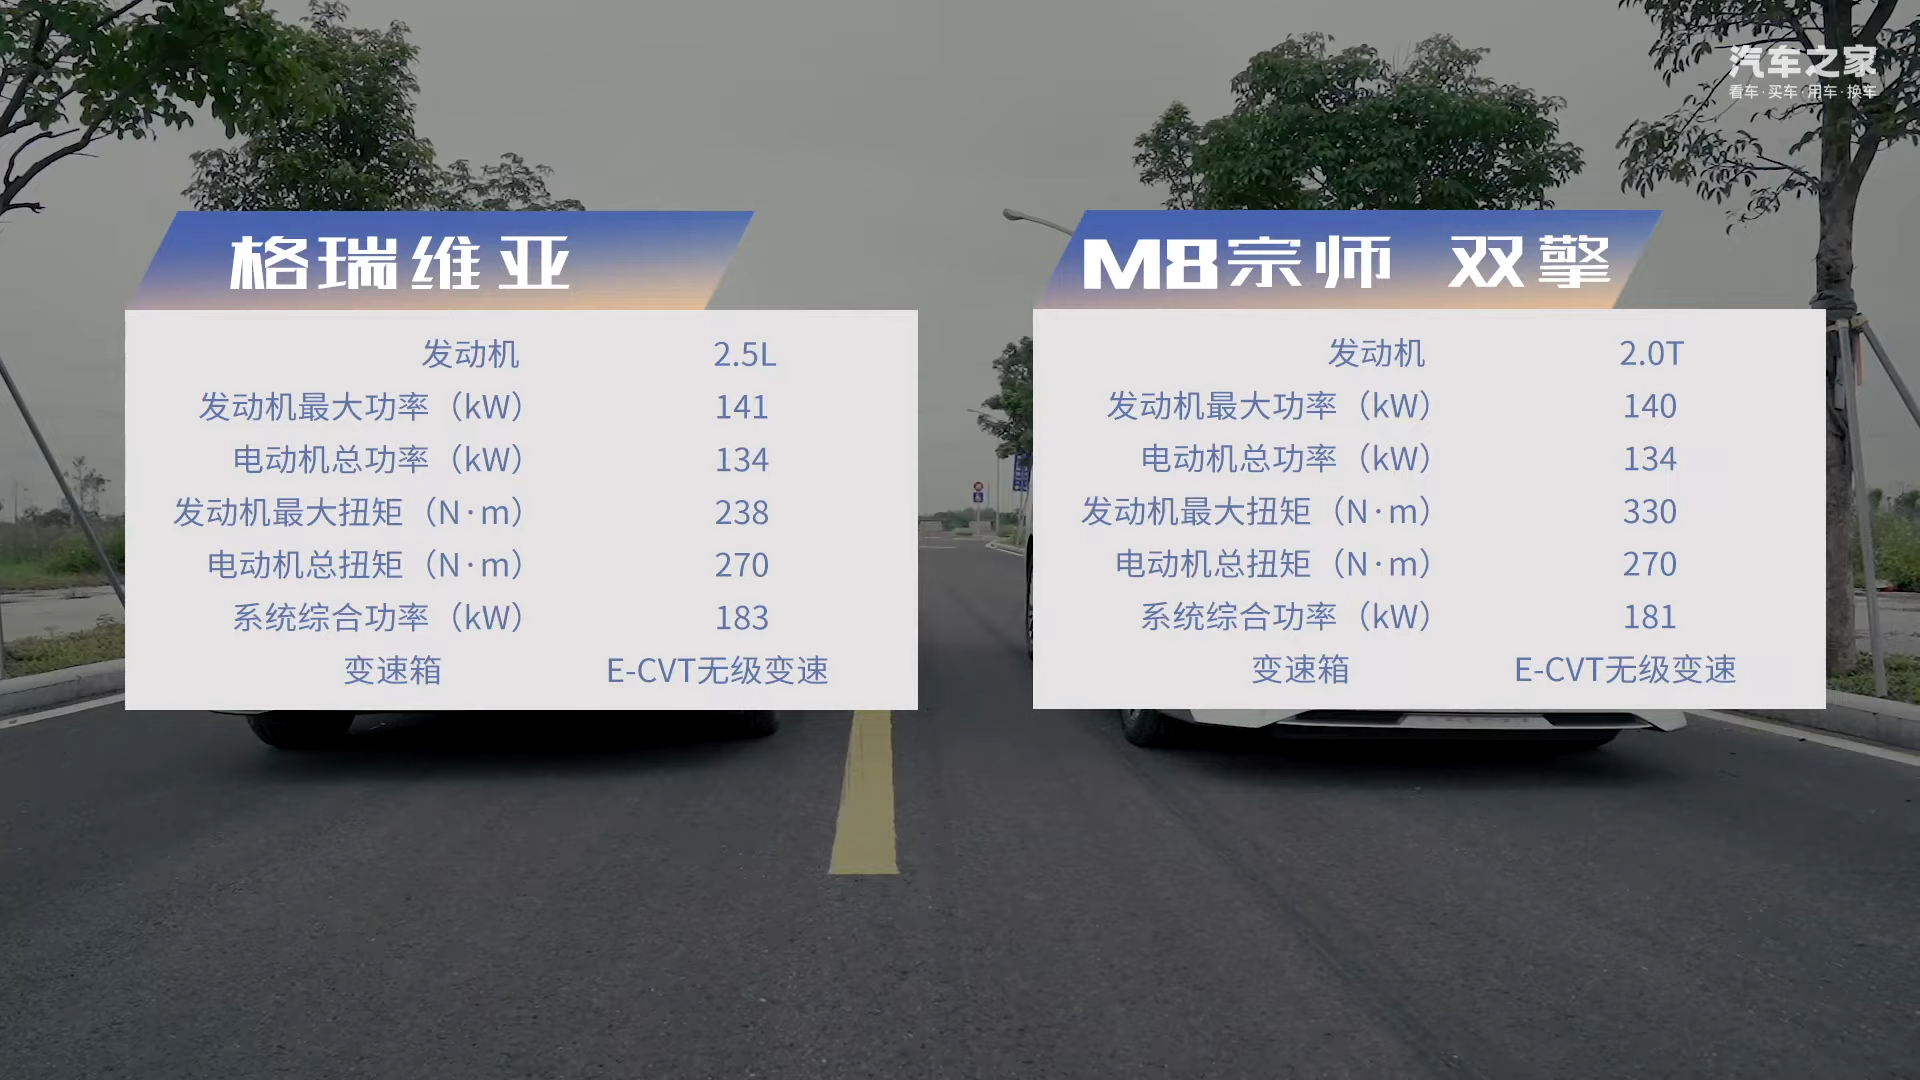 汽车之家
看车·买车·用车·换车
格瑞维亚
发动机 2.5L
发动机最大功率（kW） 141
电动机总功率（kW） 134
发动机最大扭矩（N·m） 238
电动机总扭矩（N·m） 270
系统综合功率（kW） 183
变速箱 E-CVT无级变速
M8宗师 双擎
发动机 2.0T
发动机最大功率（kW） 140
电动机总功率（kW） 134
发动机最大扭矩（N·m） 330
电动机总扭矩（N·m） 270
系统综合功率（kW） 181
变速箱 E-CVT无级变速